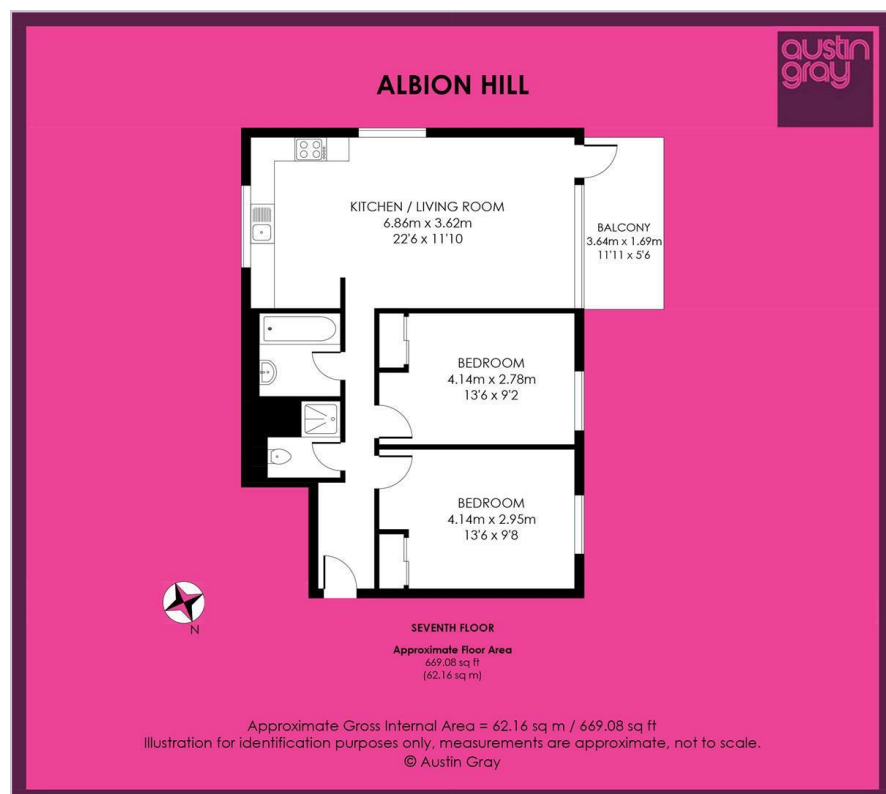 austin
gray
ALBION HILL
KITCHEN / LIVING ROOM
6.86m x 3.62m
22'6 x 11'10
BALCONY
3.64m x 1.69m
11'11 x 5'6
BEDROOM
4.14m x 2.78m
13'6 x 9'2
BEDROOM
4.14m x 2.95m
13'6 x 9'8
N
SEVENTH FLOOR
Approximate Floor Area
669.08 sq ft
(62.16 sq m)
Approximate Gross Internal Area = 62.16 sq m / 669.08 sq ft
Illustration for identification purposes only, measurements are approximate, not to scale.
© Austin Gray